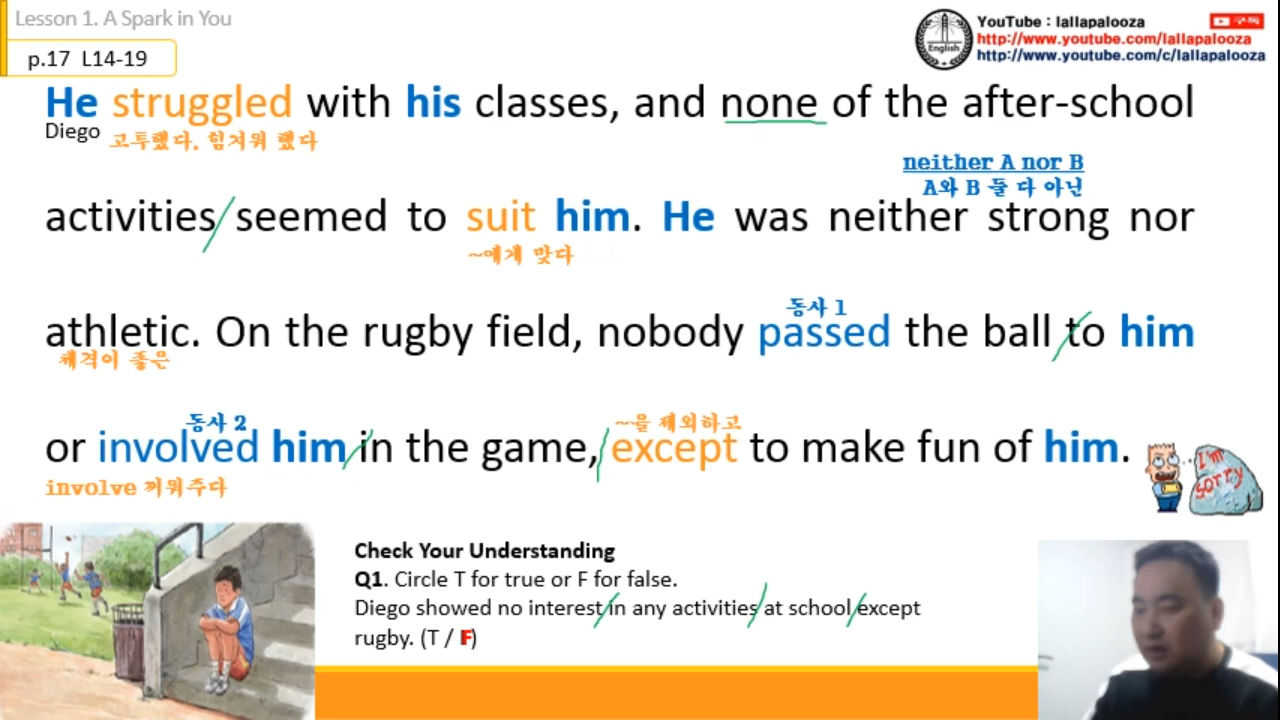 Lesson 1. A Spark in You
p.17 L14-19
YouTube : lallapalooza
구독
http://www.youtube.com/lallapalooza
http://www.youtube.com/c/lallapalooza
English
He struggled with his classes, and none of the after-school
Diego 고투했다. 힘겨워 했다
neither A nor B
A와 B 둘 다 아닌
activities seemed to suit him. He was neither strong nor
~에게 맞다
동사 1
athletic. On the rugby field, nobody passed the ball to him
체격이 좋은
동사 2 ~~을 제외하고
or involved him in the game, except to make fun of him.
involve 끼워주다
I'm
SORRY
Check Your Understanding
Q1. Circle T for true or F for false.
Diego showed no interest in any activities at school except
rugby. (T / F)